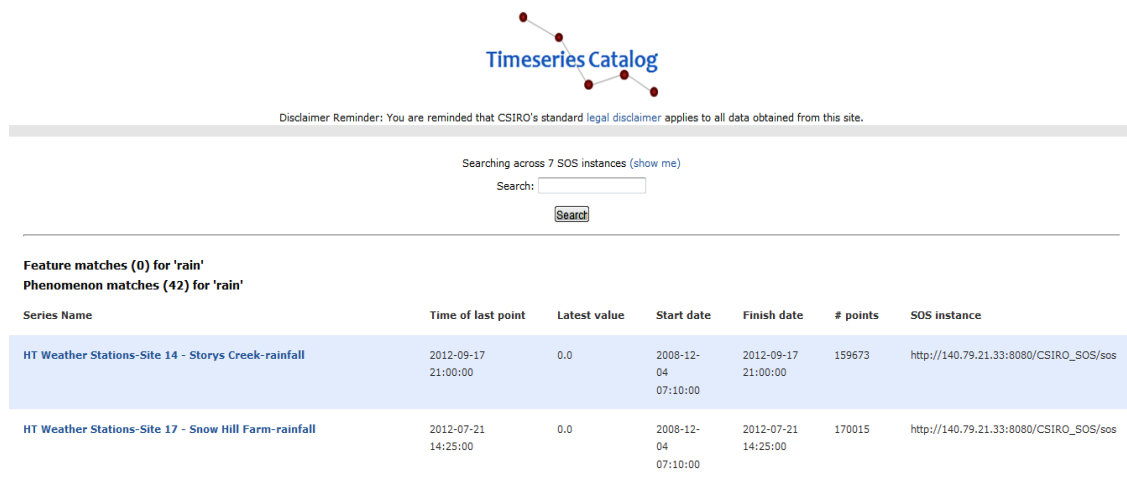 Timeseries Catalog
Disclaimer Reminder: You are reminded that CSIRO's standard legal disclaimer applies to all data obtained from this site.
Searching across 7 SOS instances (show me)
Search:
Search
Feature matches (0) for 'rain'
Phenomenon matches (42) for 'rain'
Series Name Time of last point Latest value Start date Finish date # points SOS instance
HT Weather Stations-Site 14 - Storys Creek-rainfall 2012-09-17 0.0 2008-12- 2012-09-17 159673 http://140.79.21.33:8080/CSIRO_SOS/sos
21:00:00 04 21:00:00
07:10:00
HT Weather Stations-Site 17 - Snow Hill Farm-rainfall 2012-07-21 0.0 2008-12- 2012-07-21 170015 http://140.79.21.33:8080/CSIRO_SOS/sos
14:25:00 04 14:25:00
07:10:00